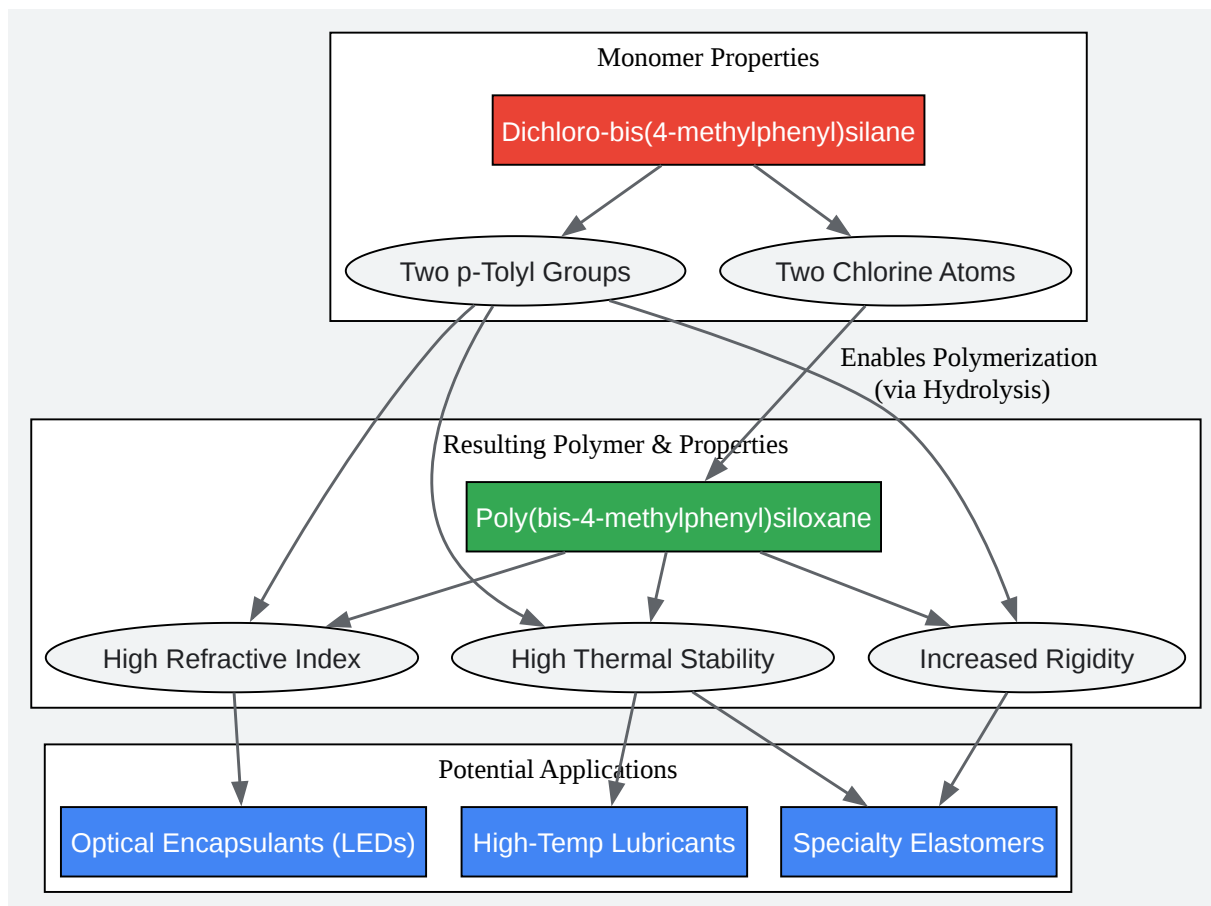 Monomer Properties
Dichloro-bis(4-methylphenyl)silane
Two p-Tolyl Groups
Two Chlorine Atoms
Enables Polymerization
(via Hydrolysis)
Resulting Polymer & Properties
Poly(bis-4-methylphenyl)siloxane
High Refractive Index
High Thermal Stability
Increased Rigidity
Potential Applications
Optical Encapsulants (LEDs)
High-Temp Lubricants
Specialty Elastomers